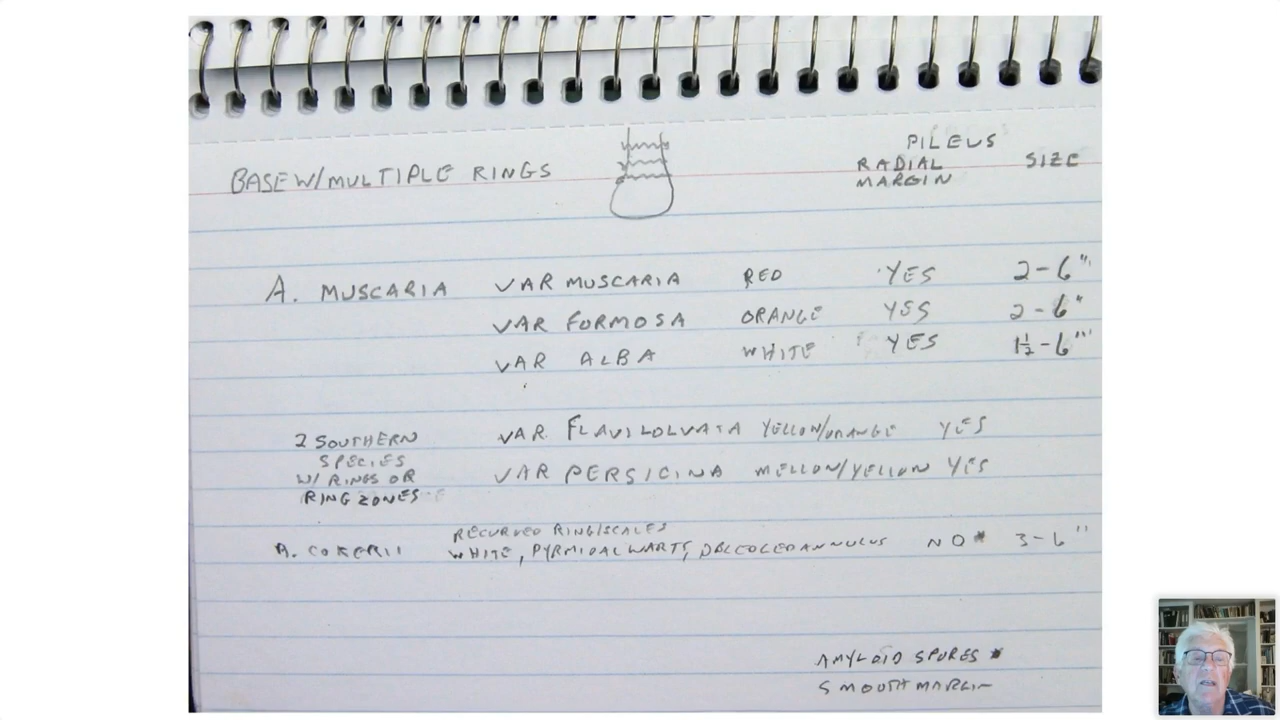 BASE W/MULTIPLE RINGS
PILEUS
RADIAL MARGIN
SIZE
A. MUSCARIA VAR MUSCARIA RED YES 2-6"
VAR FORMOSA ORANGE YES 2-6"
VAR ALBA WHITE YES 1½-6"
2 SOUTHERN
SPECIES
W/ RINGS OR
RING ZONES
VAR. FLAVILOLVATA YELLOW/ORANGE YES
VAR PERSICINA MELLON/YELLOW YES
RECURVED RING/SCALES
A. COKERII WHITE, PYRMIDAL WARTS, ANNULUS NO* 3-6"
AMYLOID SPORES *
SMOOTH MARGIN